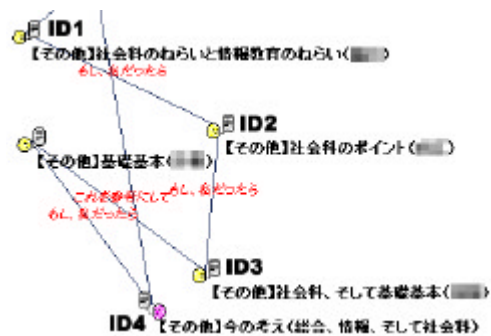 ID1
【その他】社会科のねらいと情報教育のねらい(
もし、私だったら
ID2
【その他】社会科のポイント(
【その他】基礎基本(
これを参考にして
もし、私だったら
もし、私だったら
ID3
【その他】社会科、そして基礎基本(
ID4
【その他】今の考え(総合、情報、そして社会科)